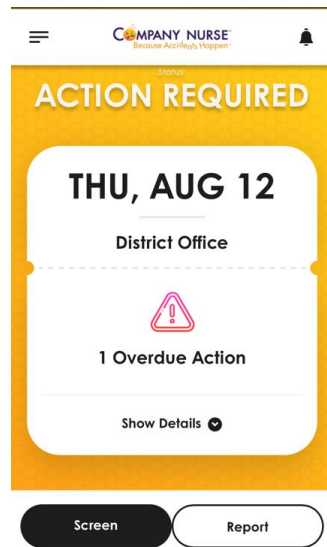 COMPANY NURSE
Because Accidents Happen
Status:
ACTION REQUIRED
THU, AUG 12
District Office
1 Overdue Action
Show Details
Screen
Report